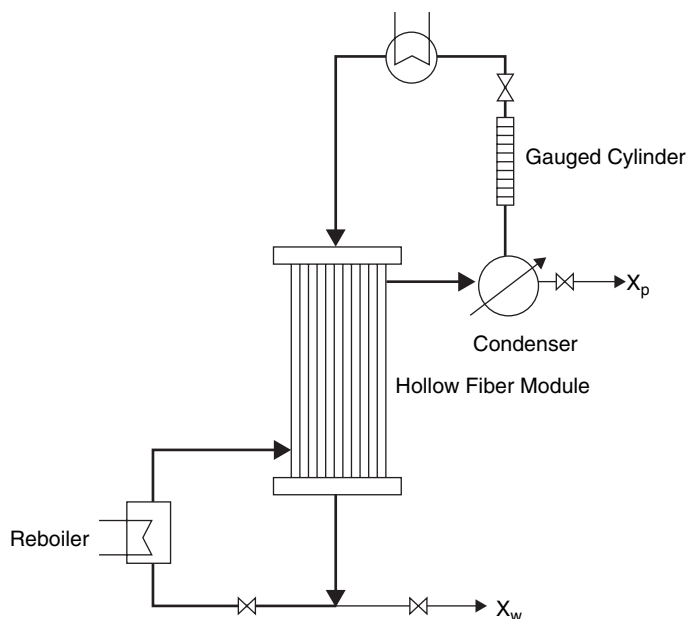 Gauged Cylinder
Xp
Condenser
Hollow Fiber Module
Reboiler
Xw